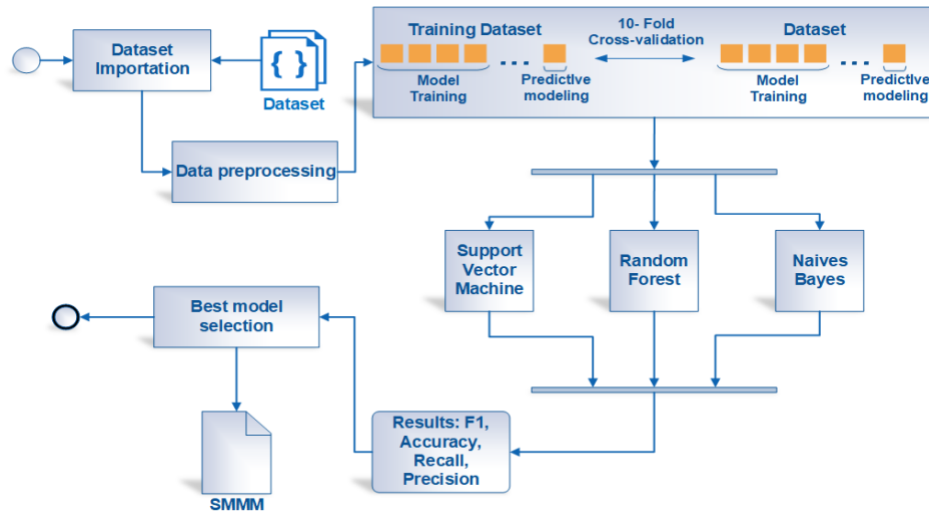 Dataset
Importation
{ }
Dataset
Data preprocessing
Training Dataset
Model
Training
Predictive
modeling
10- Fold
Cross-validation
Dataset
Model
Training
Predictive
modeling
Support
Vector
Machine
Random
Forest
Naives
Bayes
Results: F1,
Accuracy,
Recall,
Precision
Best model
selection
SMMM